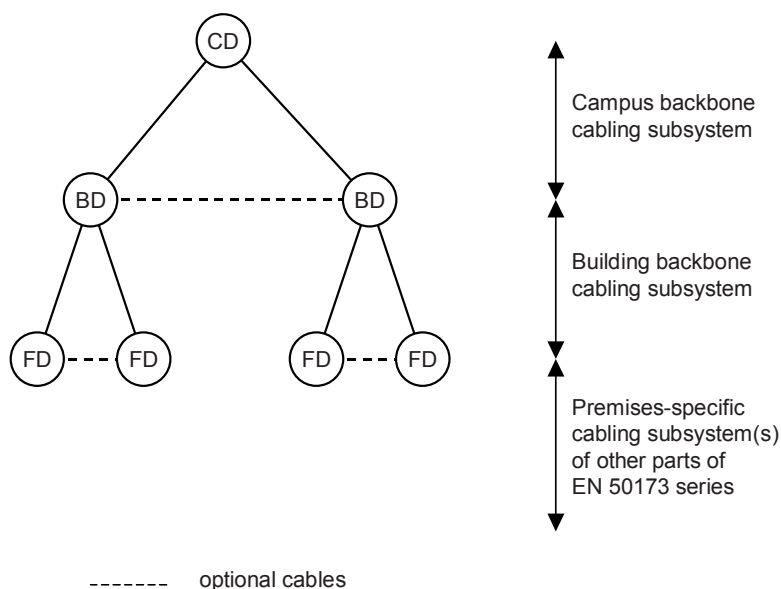 CD
Campus backbone
cabling subsystem
BD
BD
Building backbone
cabling subsystem
FD
FD
FD
FD
Premises-specific
cabling subsystem(s)
of other parts of
EN 50173 series
optional cables